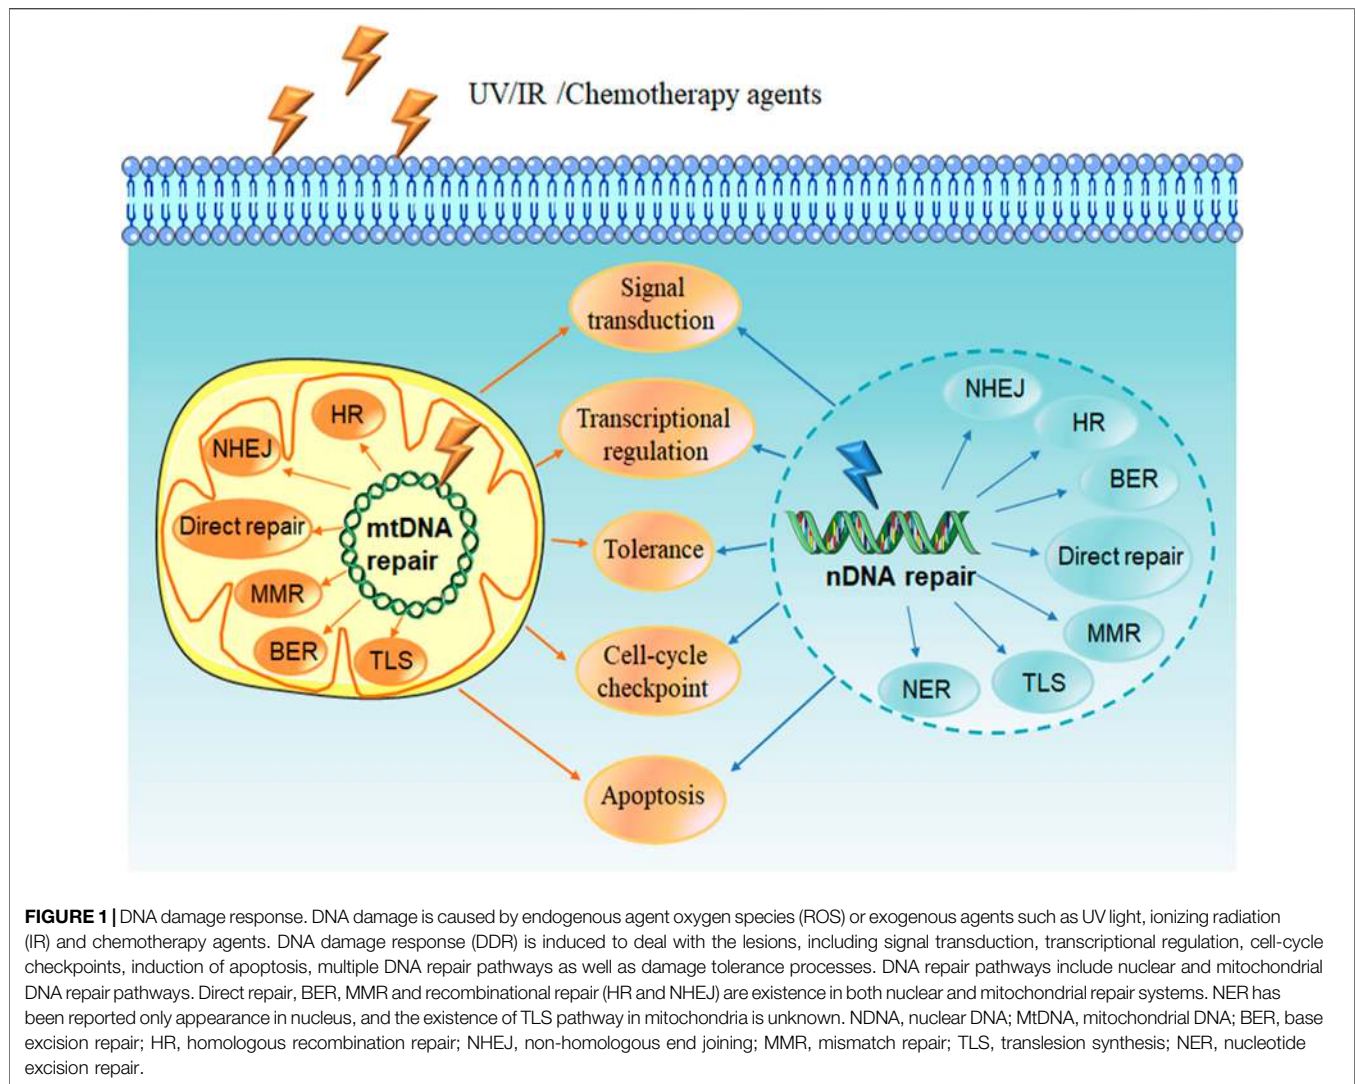 UV/IR /Chemotherapy agents
Signal
transduction
Transcriptional
regulation
Tolerance
Cell-cycle
checkpoint
Apoptosis
HR
NHEJ
Direct repair
MMR
BER
TLS
mtDNA
repair
NHEJ
HR
BER
Direct repair
MMR
TLS
NER
nDNA repair
FIGURE 1 | DNA damage response. DNA damage is caused by endogenous agent oxygen species (ROS) or exogenous agents such as UV light, ionizing radiation
(IR) and chemotherapy agents. DNA damage response (DDR) is induced to deal with the lesions, including signal transduction, transcriptional regulation, cell-cycle
checkpoints, induction of apoptosis, multiple DNA repair pathways as well as damage tolerance processes. DNA repair pathways include nuclear and mitochondrial
DNA repair pathways. Direct repair, BER, MMR and recombinational repair (HR and NHEJ) are existence in both nuclear and mitochondrial repair systems. NER has
been reported only appearance in nucleus, and the existence of TLS pathway in mitochondria is unknown. NDNA, nuclear DNA; MtDNA, mitochondrial DNA; BER, base
excision repair; HR, homologous recombination repair; NHEJ, non-homologous end joining; MMR, mismatch repair; TLS, translesion synthesis; NER, nucleotide
excision repair.